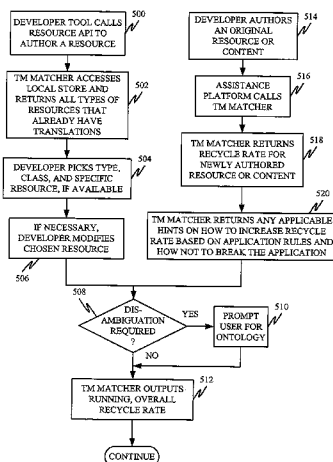 500
DEVELOPER TOOL CALLS
RESOURCE API TO
AUTHOR A RESOURCE
TM MATCHER ACCESSES
LOCAL STORE AND
RETURNS ALL TYPES OF
RESOURCES THAT
ALREADY HAVE
TRANSLATIONS
502
DEVELOPER PICKS TYPE,
CLASS, AND SPECIFIC
RESOURCE, IF AVAILABLE
504
IF NECESSARY,
DEVELOPER MODIFIES
CHOSEN RESOURCE
506
DEVELOPER AUTHORS
AN ORIGINAL
RESOURCE OR
CONTENT
514
ASSISTANCE
PLATFORM CALLS
TM MATCHER
516
TM MATCHER RETURNS
RECYCLE RATE FOR
NEWLY AUTHORED
RESOURCE OR CONTENT
518
520
TM MATCHER RETURNS ANY APPLICABLE
HINTS ON HOW TO INCREASE RECYCLE
RATE BASED ON APPLICATION RULES AND
HOW NOT TO BREAK THE APPLICATION
508
DIS-
AMBIGUATION
REQUIRED
?
YES
510
PROMPT
USER FOR
ONTOLOGY
NO
512
TM MATCHER OUTPUTS
RUNNING, OVERALL
RECYCLE RATE
CONTINUE